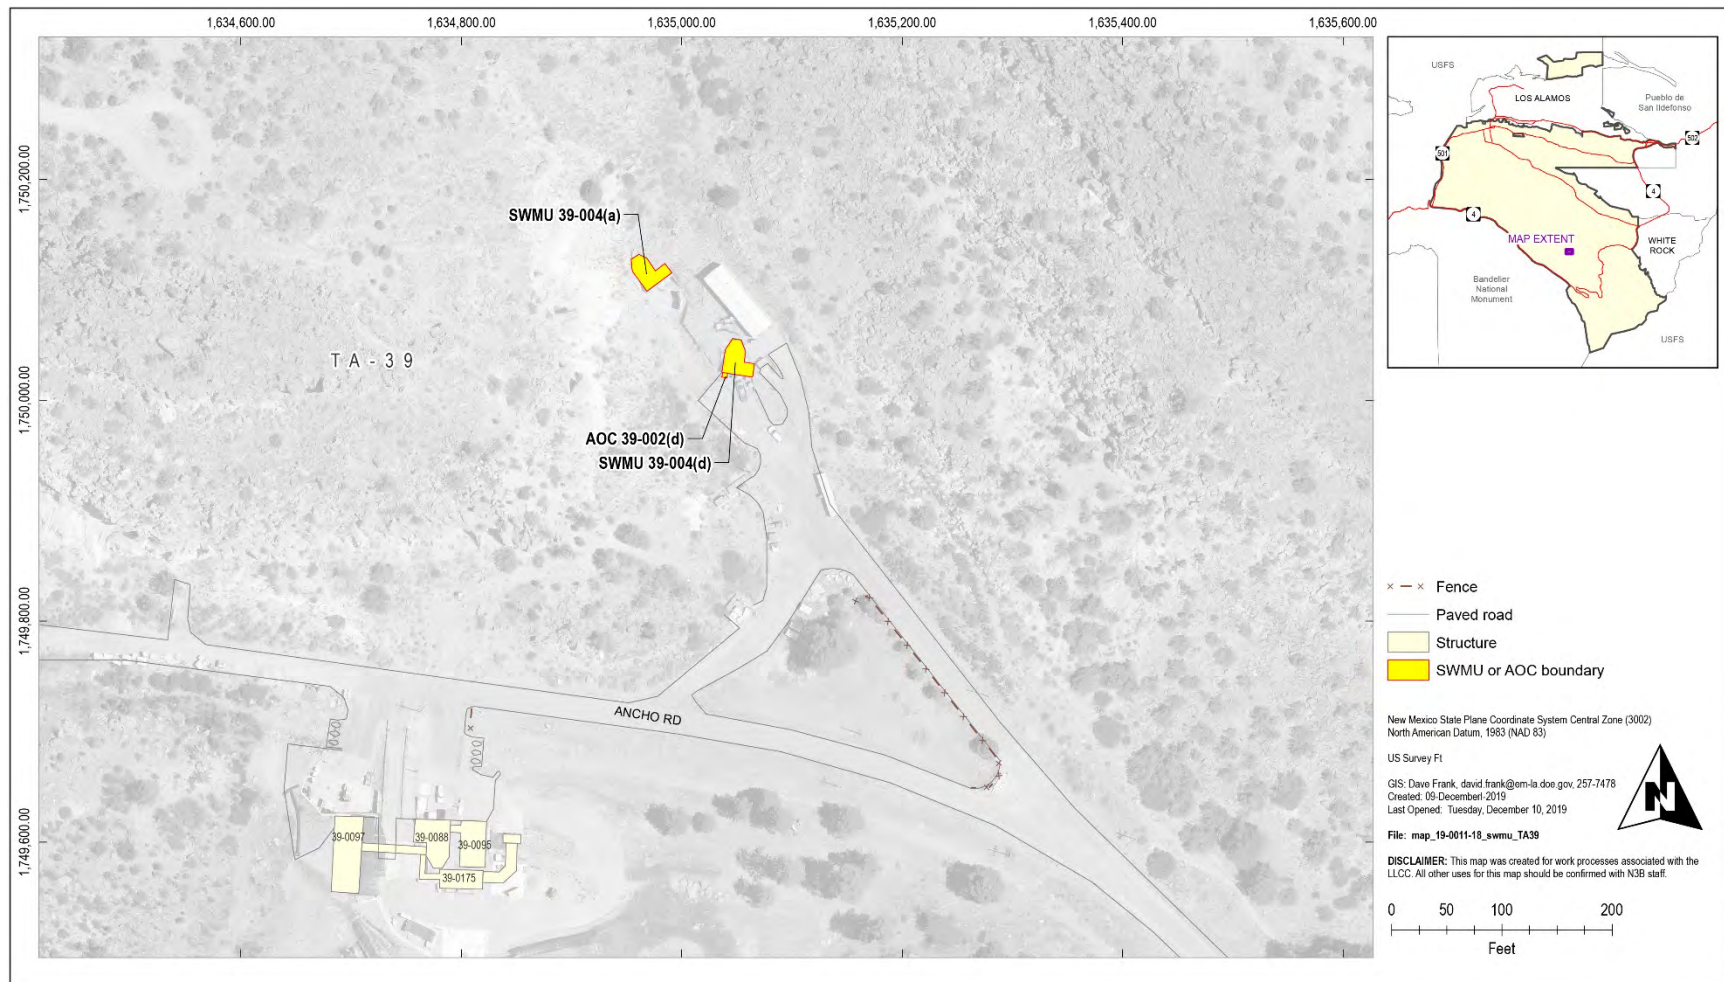 1,634,600.00 1,634,800.00 1,635,000.00 1,635,200.00 1,635,400.00 1,635,600.00
1,750,200.00
1,750,000.00
1,749,800.00
1,749,600.00
SWMU 39-004(a)
TA-39
AOC 39-002(d)
SWMU 39-004(d)
ANCHO RD
39-0097
39-0088
39-0095
39-0175
USFS
LOS ALAMOS
Pueblo de
San Ildefonso
502
501
4
4
MAP EXTENT
WHITE
ROCK
Bandelier
National
Monument
USFS
Fence
Paved road
Structure
SWMU or AOC boundary
New Mexico State Plane Coordinate System Central Zone (3002)
North American Datum, 1983 (NAD 83)
US Survey Ft
GIS: Dave Frank, david.frank@em-la.doe.gov, 257-7478
Created: 09-Decemberl-2019
Last Opened: Tuesday, December 10, 2019
File: map_19-0011-18_swmu_TA39
DISCLAIMER: This map was created for work processes associated with the
LLCC. All other uses for this map should be confirmed with N3B staff.
N
0 50 100 200
Feet